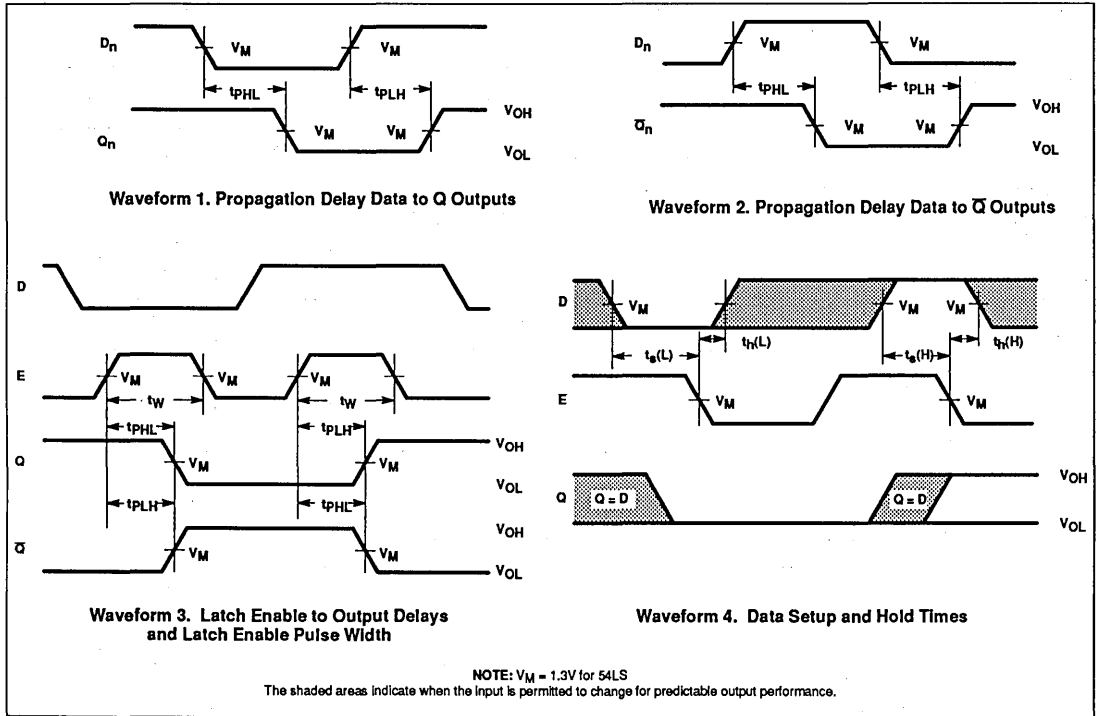 Dn VM VM
tPHL tPLH
Qn VM VM VOH
VOL
Waveform 1. Propagation Delay Data to Q Outputs
Dn VM VM
tPHL tPLH
Q̅n VM VM VOH
VOL
Waveform 2. Propagation Delay Data to Q̅ Outputs
D
E VM VM VM
tW tW
tPHL tPLH
Q VM VM VOH
VOL
tPLH tPHL
Q̅ VM VM VOH
VOL
Waveform 3. Latch Enable to Output Delays
and Latch Enable Pulse Width
D VM VM
ts(L) th(L) ts(H) th(H)
E VM VM
Q Q = D Q = D VOH
VOL
Waveform 4. Data Setup and Hold Times
NOTE: VM = 1.3V for 54LS
The shaded areas indicate when the input is permitted to change for predictable output performance.